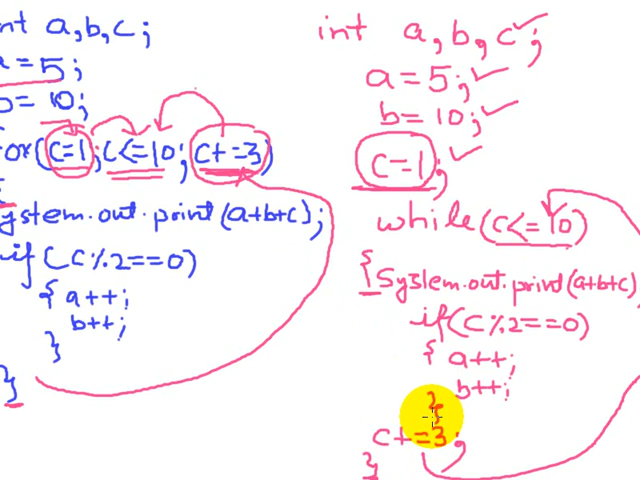 int a,b,c;
a=5;
b=10;
for(c=1;c<=10;c+=3)
{
System.out.print(a+b+c);
if(c%2==0)
{a++;
b++;
}
}
int a,b,c;
a=5;
b=10;
c=1;
while(c<=10)
{
System.out.print(a+b+c)
if(c%2==0)
{a++;
b++;
}
c+=3;
}